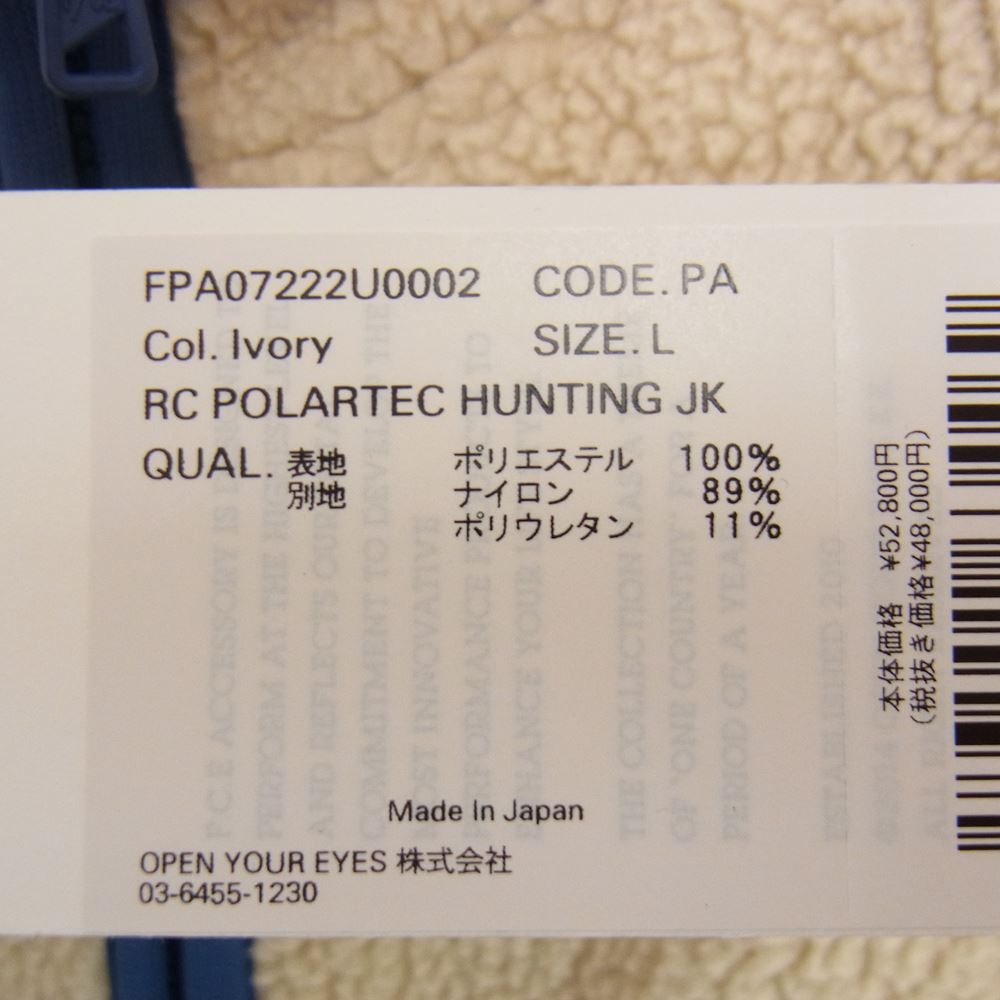 FPA07222U0002 CODE. PA
Col. Ivory SIZE. L
RC POLARTEC HUNTING JK
QUAL. 表地 ポリエステル 100%
別地 ナイロン 89%
ポリウレタン 11%
Made In Japan
OPEN YOUR EYES 株式会社
03-6455-1230
本体価格 ¥52,800円
(税抜き価格¥48,000円)